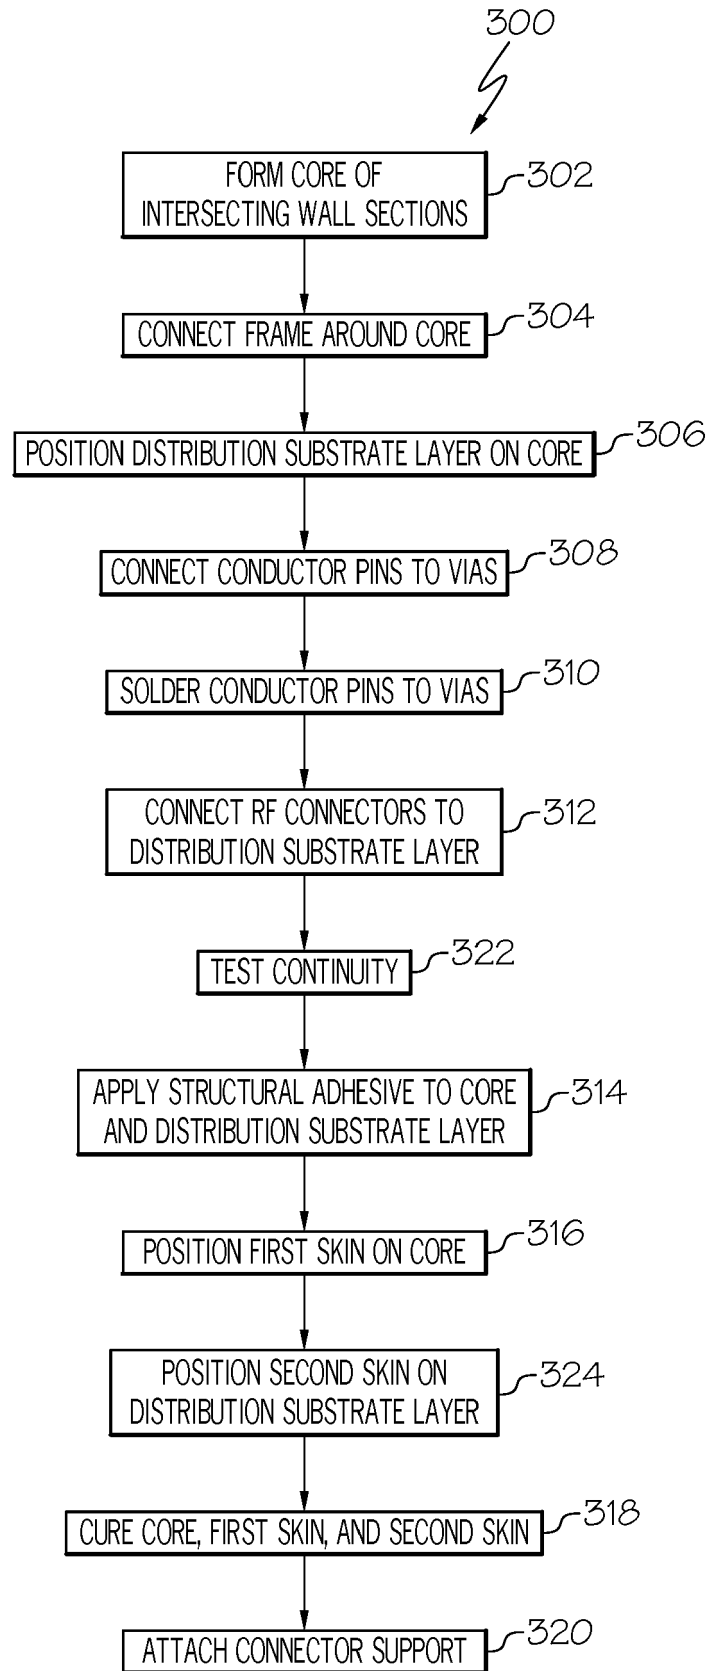 300
FORM CORE OF
INTERSECTING WALL SECTIONS
302
CONNECT FRAME AROUND CORE
304
POSITION DISTRIBUTION SUBSTRATE LAYER ON CORE
306
CONNECT CONDUCTOR PINS TO VIAS
308
SOLDER CONDUCTOR PINS TO VIAS
310
CONNECT RF CONNECTORS TO
DISTRIBUTION SUBSTRATE LAYER
312
TEST CONTINUITY
322
APPLY STRUCTURAL ADHESIVE TO CORE
AND DISTRIBUTION SUBSTRATE LAYER
314
POSITION FIRST SKIN ON CORE
316
POSITION SECOND SKIN ON
DISTRIBUTION SUBSTRATE LAYER
324
CURE CORE, FIRST SKIN, AND SECOND SKIN
318
ATTACH CONNECTOR SUPPORT
320